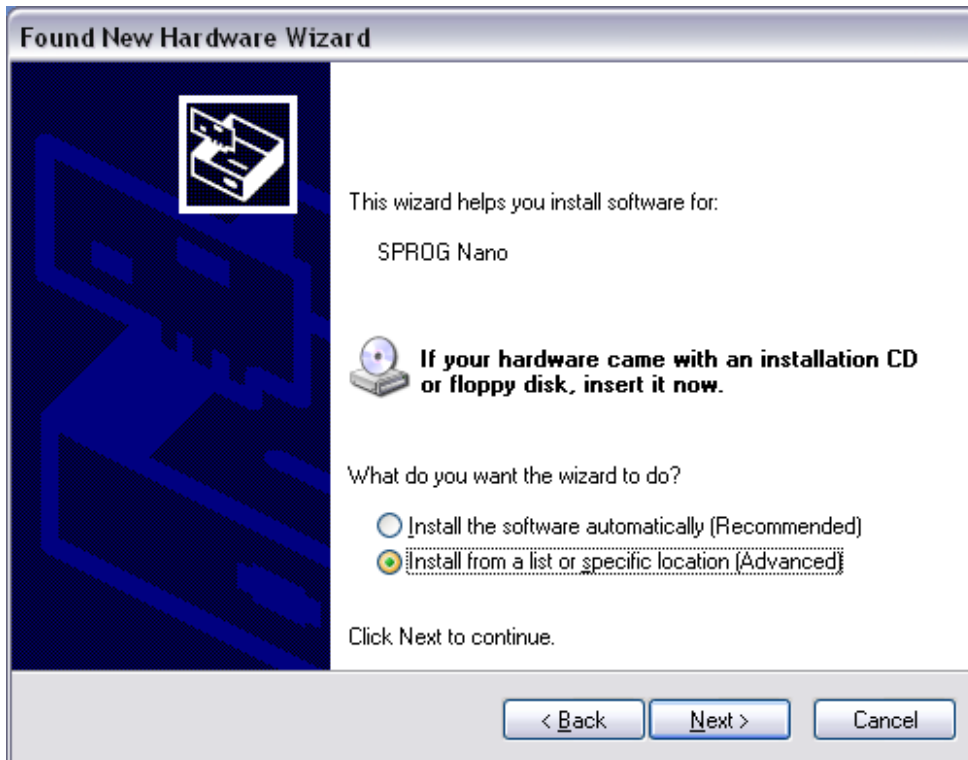 Found New Hardware Wizard
This wizard helps you install software for:
SPROG Nano
If your hardware came with an installation CD
or floppy disk, insert it now.
What do you want the wizard to do?
Install the software automatically (Recommended)
Install from a list or specific location (Advanced)
Click Next to continue.
< Back
Next >
Cancel